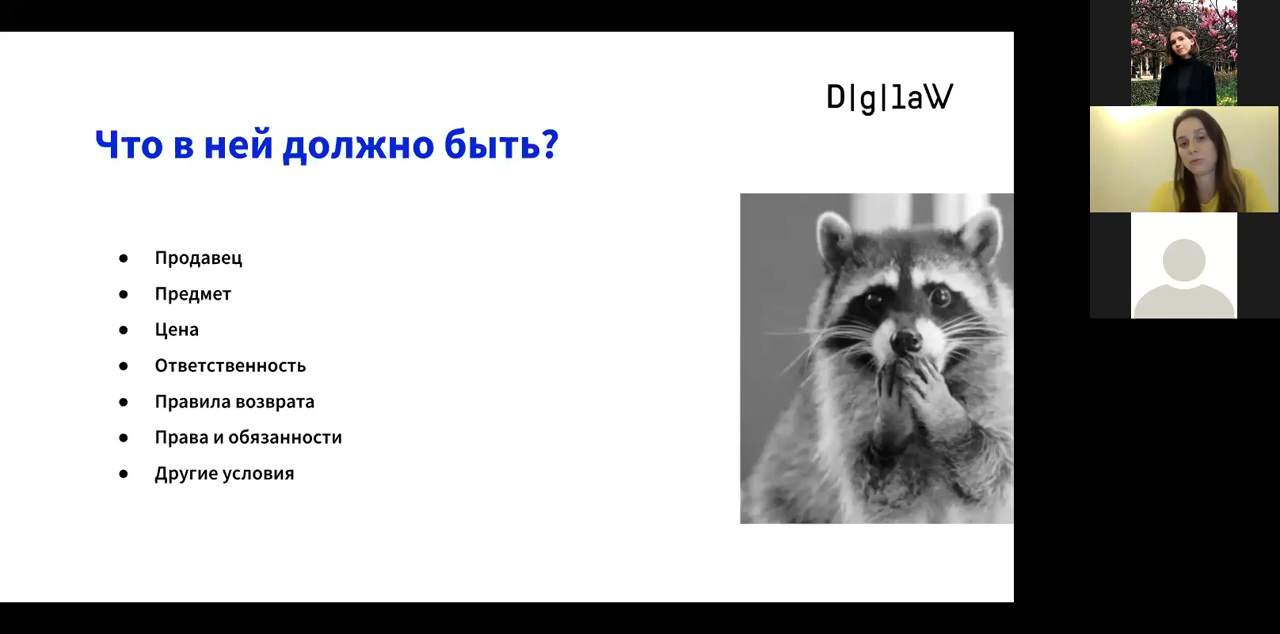 D|g|laW
Что в ней должно быть?
Продавец
Предмет
Цена
Ответственность
Правила возврата
Права и обязанности
Другие условия